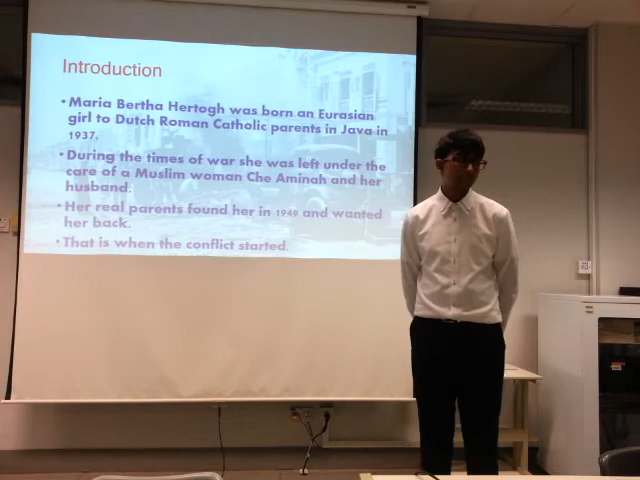 Introduction
• Maria Bertha Hertogh was born an Eurasian
girl to Dutch Roman Catholic parents in Java in
1937.
• During the times of war she was left under the
care of a Muslim woman Che Aminah and her
husband.
• Her real parents found her in 1949 and wanted
her back.
• That is when the conflict started.